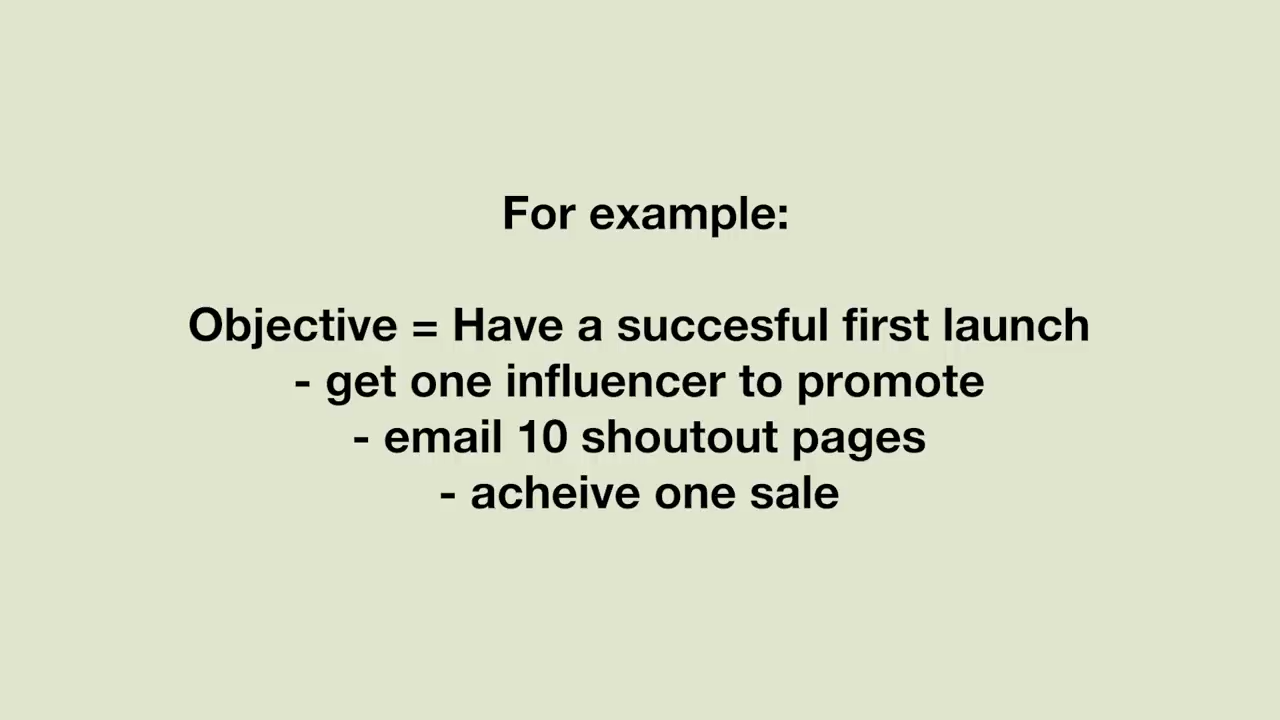 For example:
Objective = Have a succesful first launch
- get one influencer to promote
- email 10 shoutout pages
- acheive one sale